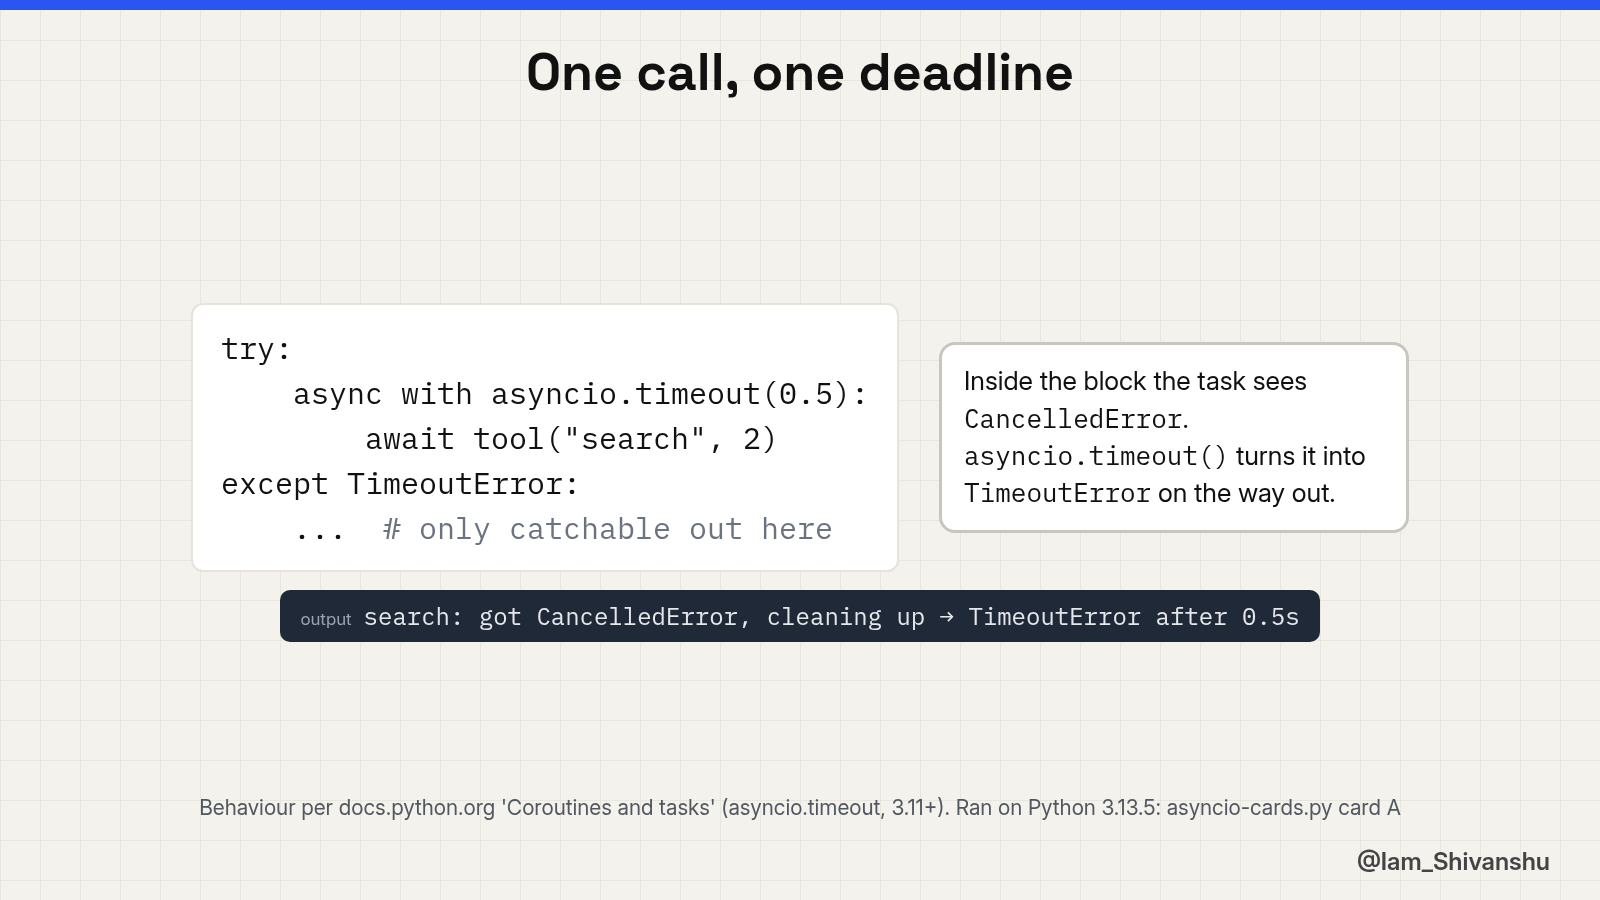 One call, one deadline
try:
    async with asyncio.timeout(0.5):
        await tool("search", 2)
except TimeoutError:
    ...  # only catchable out here
Inside the block the task sees
CancelledError.
asyncio.timeout() turns it into
TimeoutError on the way out.
output search: got CancelledError, cleaning up → TimeoutError after 0.5s
Behaviour per docs.python.org 'Coroutines and tasks' (asyncio.timeout, 3.11+). Ran on Python 3.13.5: asyncio-cards.py card A
@Iam_Shivanshu